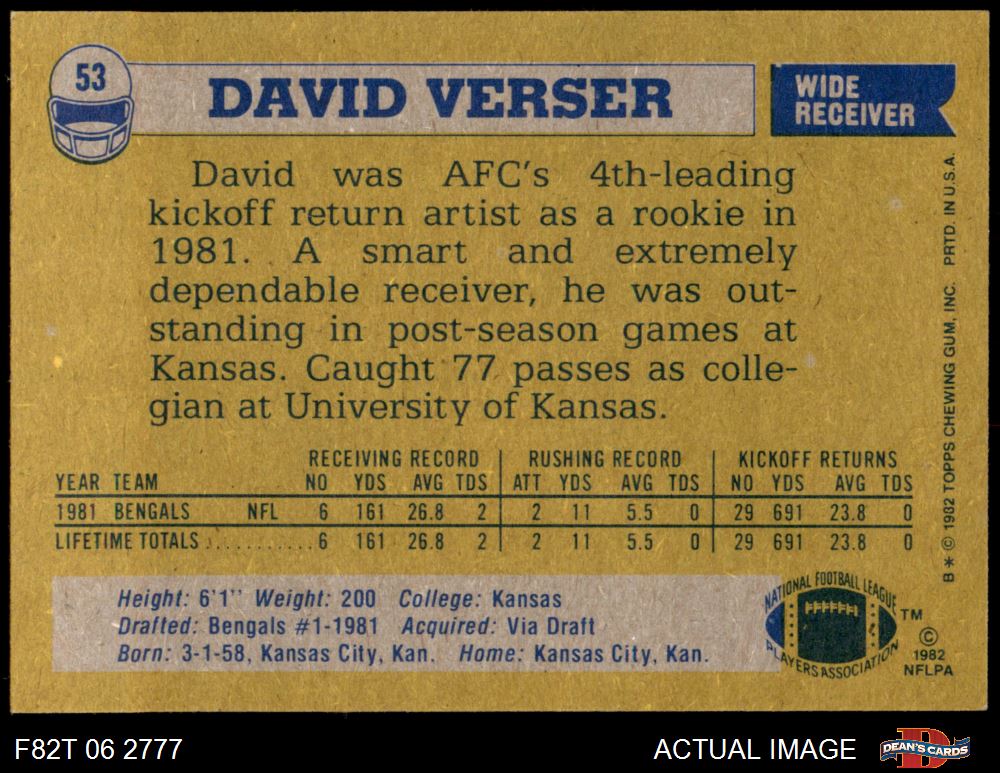 53
DAVID VERSER
WIDE
RECEIVER
David was AFC's 4th-leading
kickoff return artist as a rookie in
1981. A smart and extremely
dependable receiver, he was out-
standing in post-season games at
Kansas. Caught 77 passes as colle-
gian at University of Kansas.
RECEIVING RECORD RUSHING RECORD KICKOFF RETURNS
YEAR TEAM NO YDS AVG TDS ATT YDS AVG TDS NO YDS AVG TDS
1981 BENGALS NFL 6 161 26.8 2 2 11 5.5 0 29 691 23.8 0
LIFETIME TOTALS ........... 6 161 26.8 2 2 11 5.5 0 29 691 23.8 0
Height: 6'1" Weight: 200 College: Kansas
Drafted: Bengals #1-1981 Acquired: Via Draft
Born: 3-1-58, Kansas City, Kan. Home: Kansas City, Kan.
NATIONAL FOOTBALL LEAGUE
PLAYERS ASSOCIATION
TM
©
1982
NFLPA
B* © 1982 TOPPS CHEWING GUM, INC. PRTD. IN U.S.A.
F82T 06 2777 ACTUAL IMAGE
DEAN'S CARDS